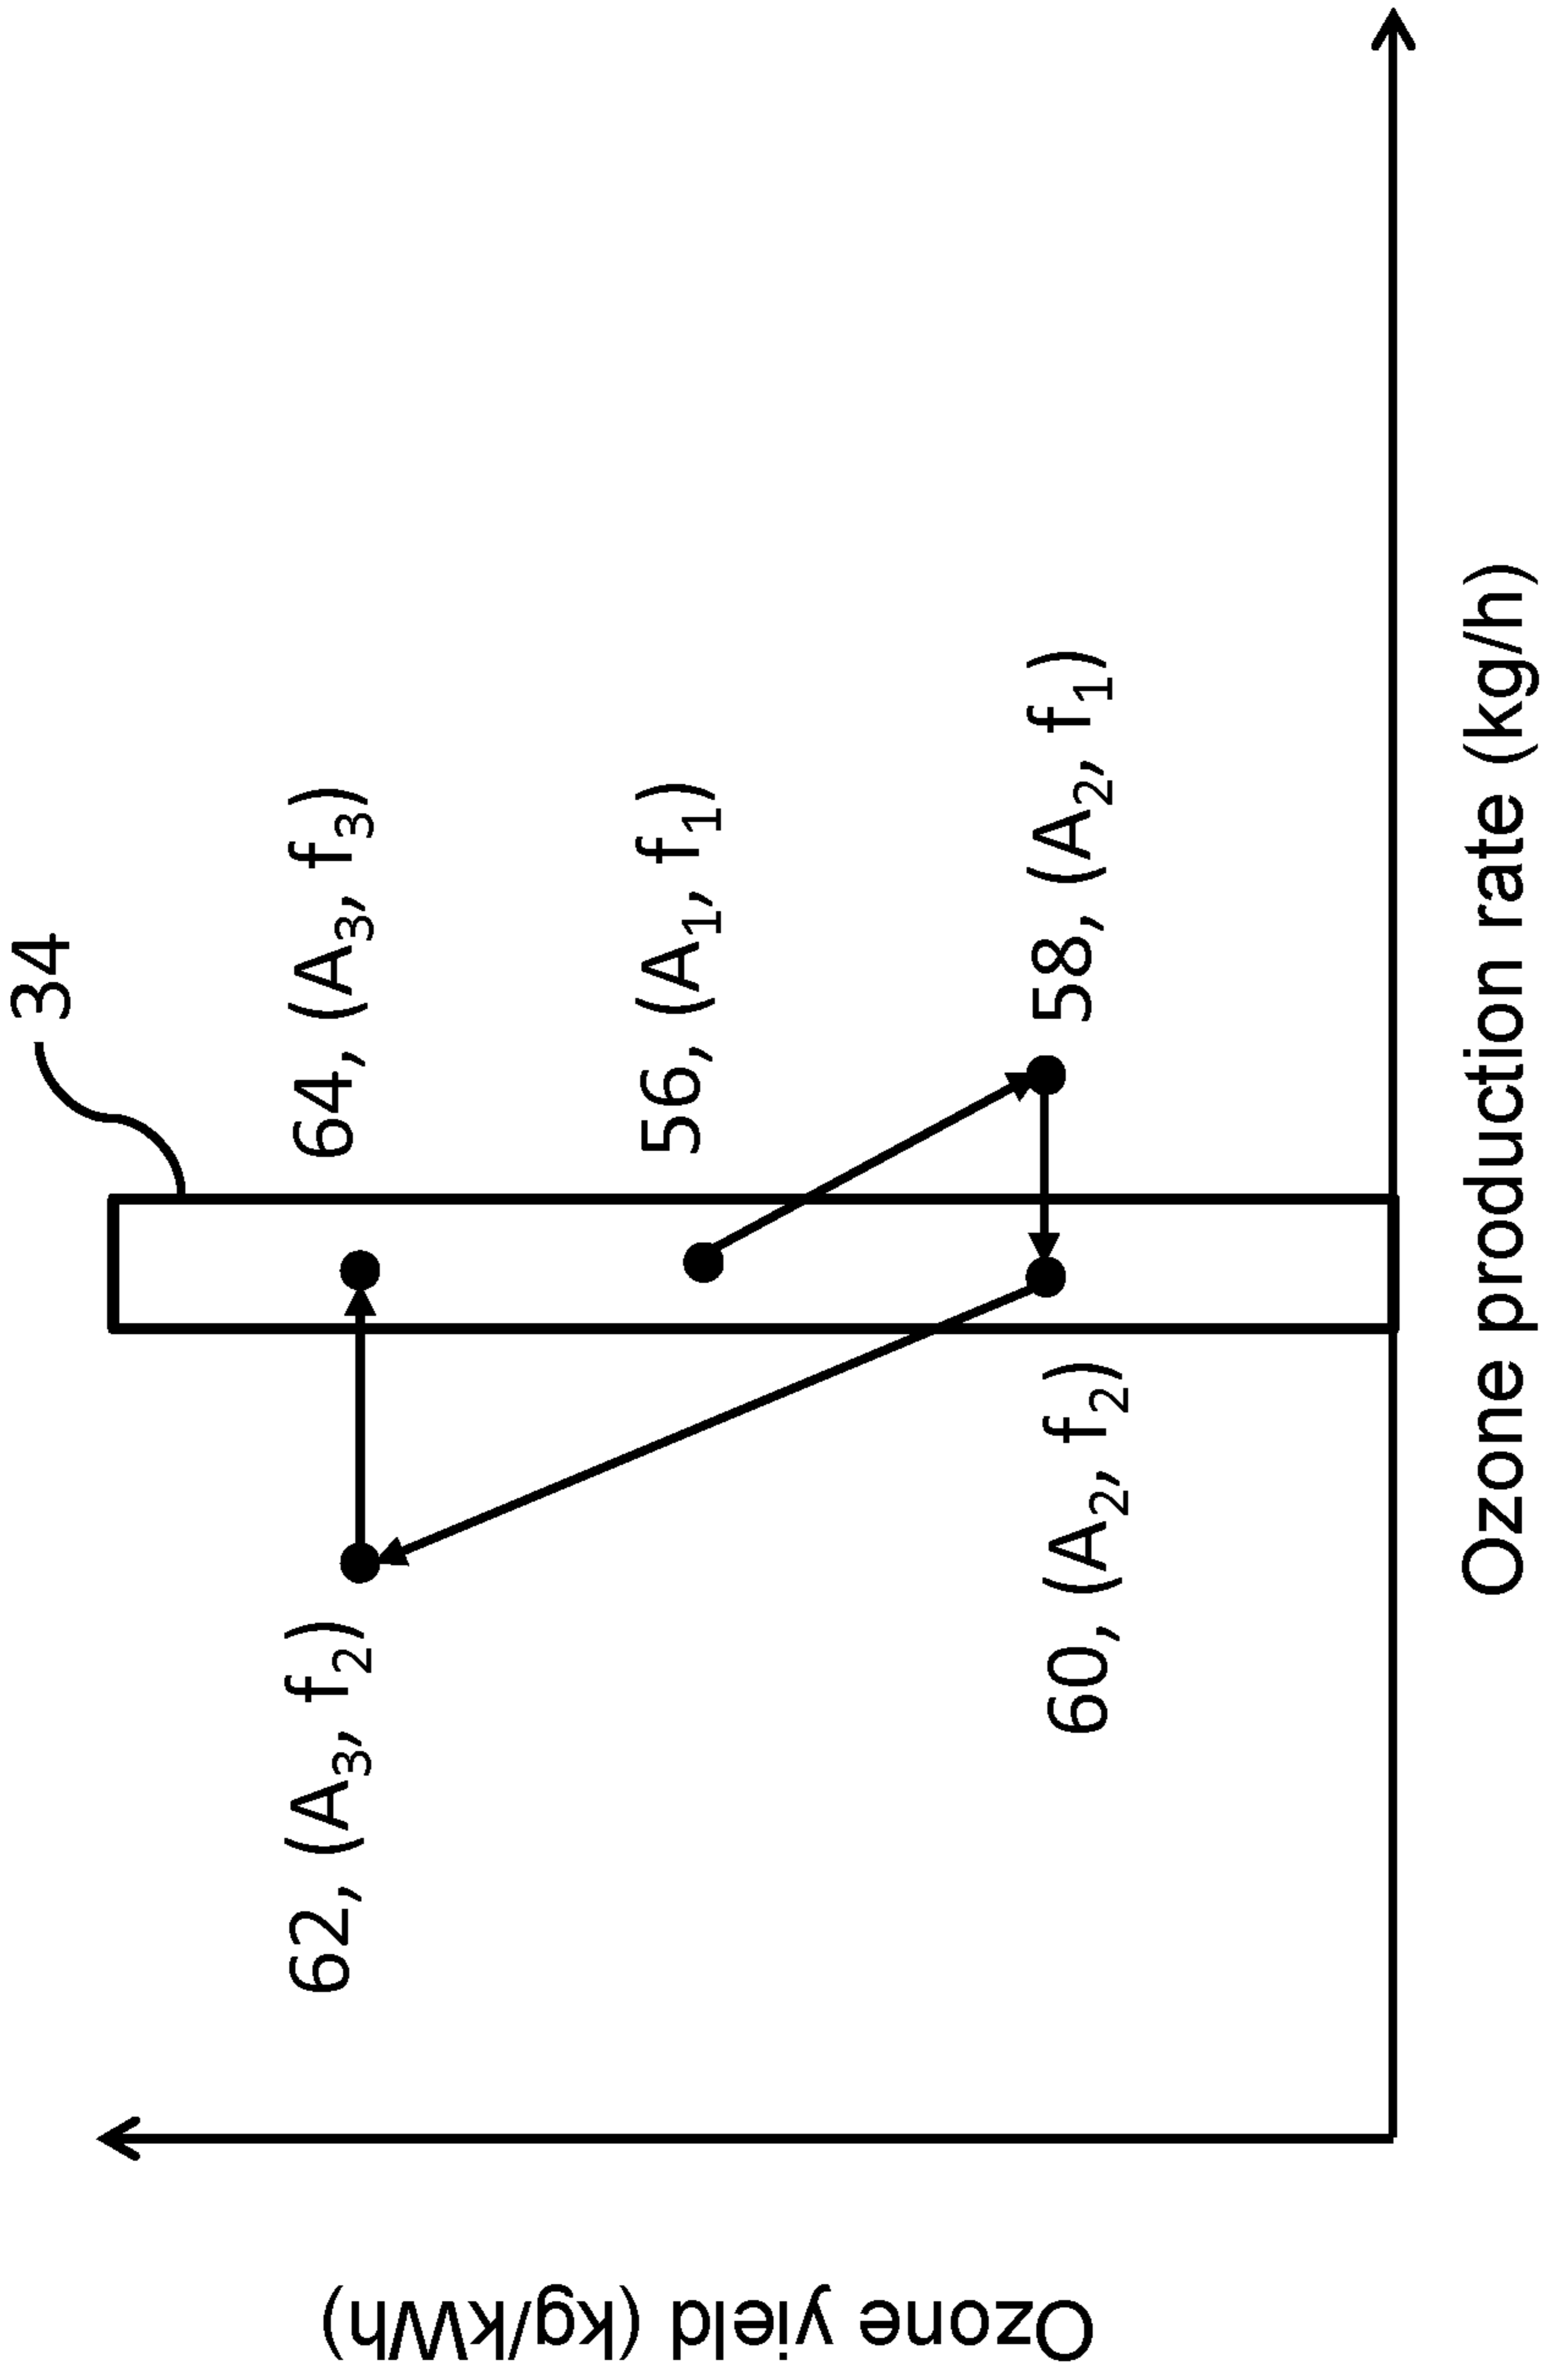 34
64, (A₃, f₃)
62, (A₃, f₂)
56, (A₁, f₁)
58, (A₂, f₁)
60, (A₂, f₂)
Ozone yield (kg/kWh)
Ozone production rate (kg/h)